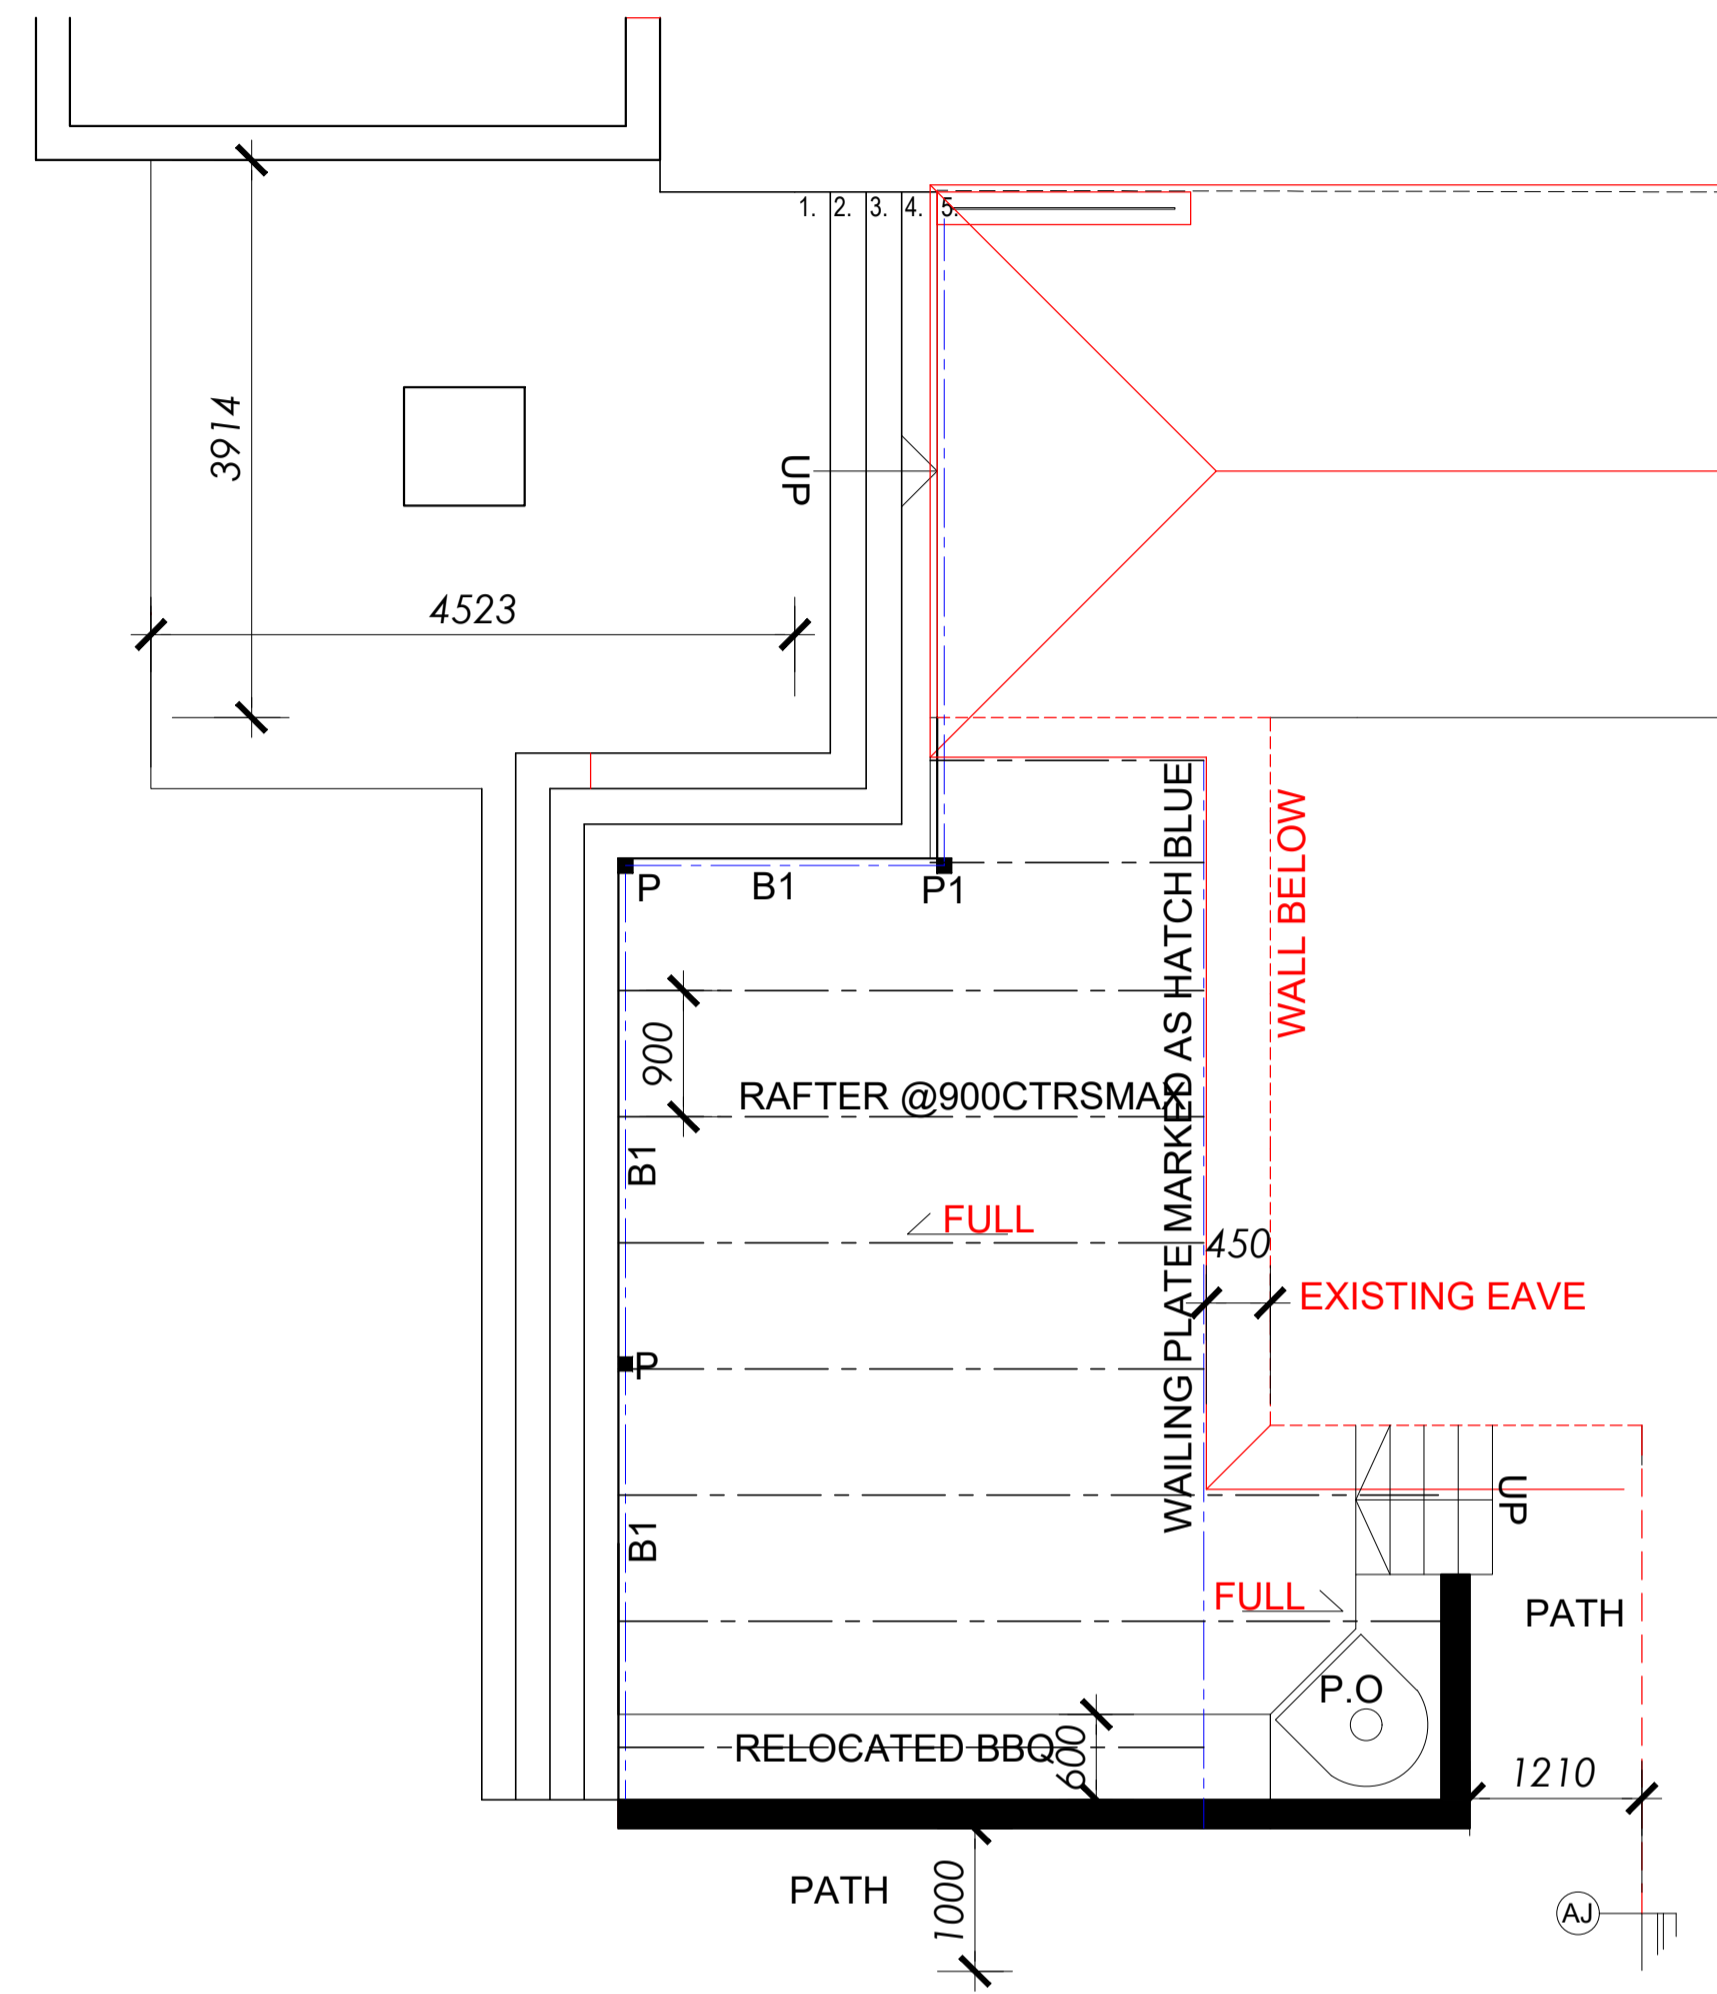 1. 2. 3. 4. 5.
3914
UP
4523
WAILING PLATE MARKED AS HATCH BLUE
WALL BELOW
P
B1
P1
900
RAFTER @900CTRSMAX
B1
FULL
450
EXISTING EAVE
P
UP
B1
FULL
PATH
P.O
RELOCATED BBQ
600
1210
PATH
1000
AJ